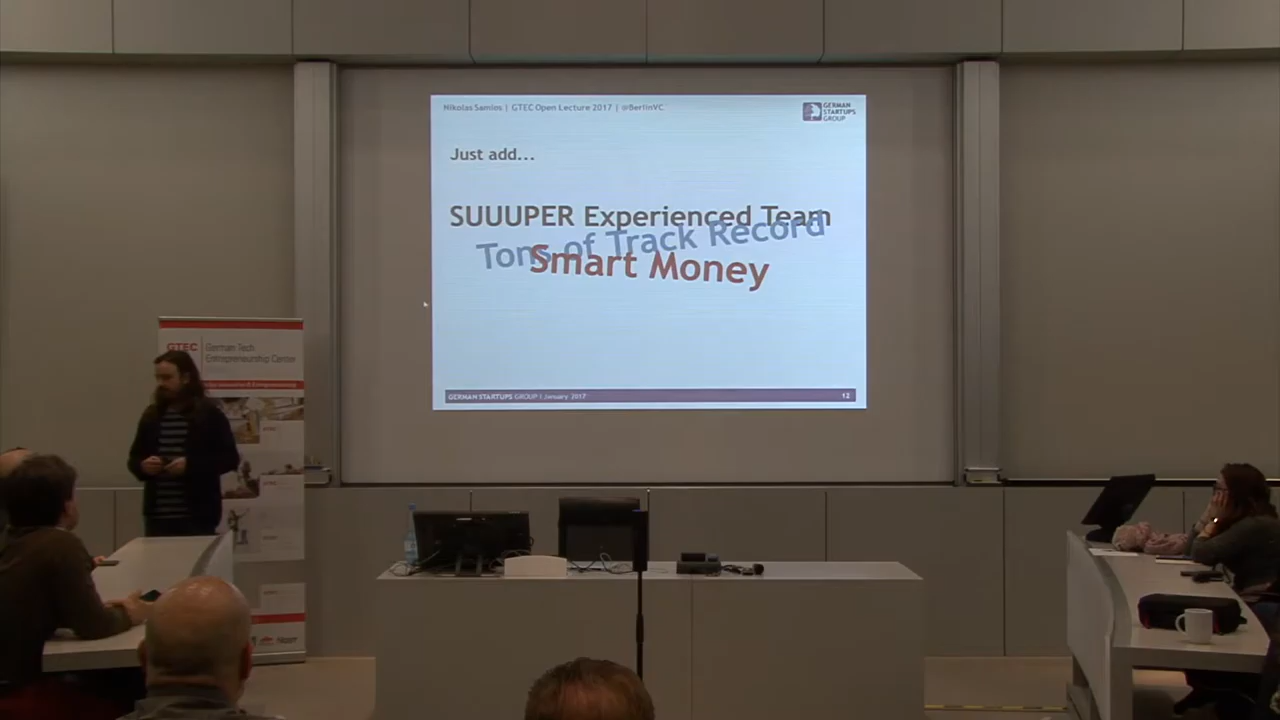 Nikolas Samios | GTEC Open Lecture 2017 | @BerlinVC
GERMAN
STARTUPS
GROUP
Just add...
SUUUPER Experienced Team
Tons of Track Record
Smart Money
GERMAN STARTUPS GROUP | January 2017
12
GTEC
German Tech
Entrepreneurship Center